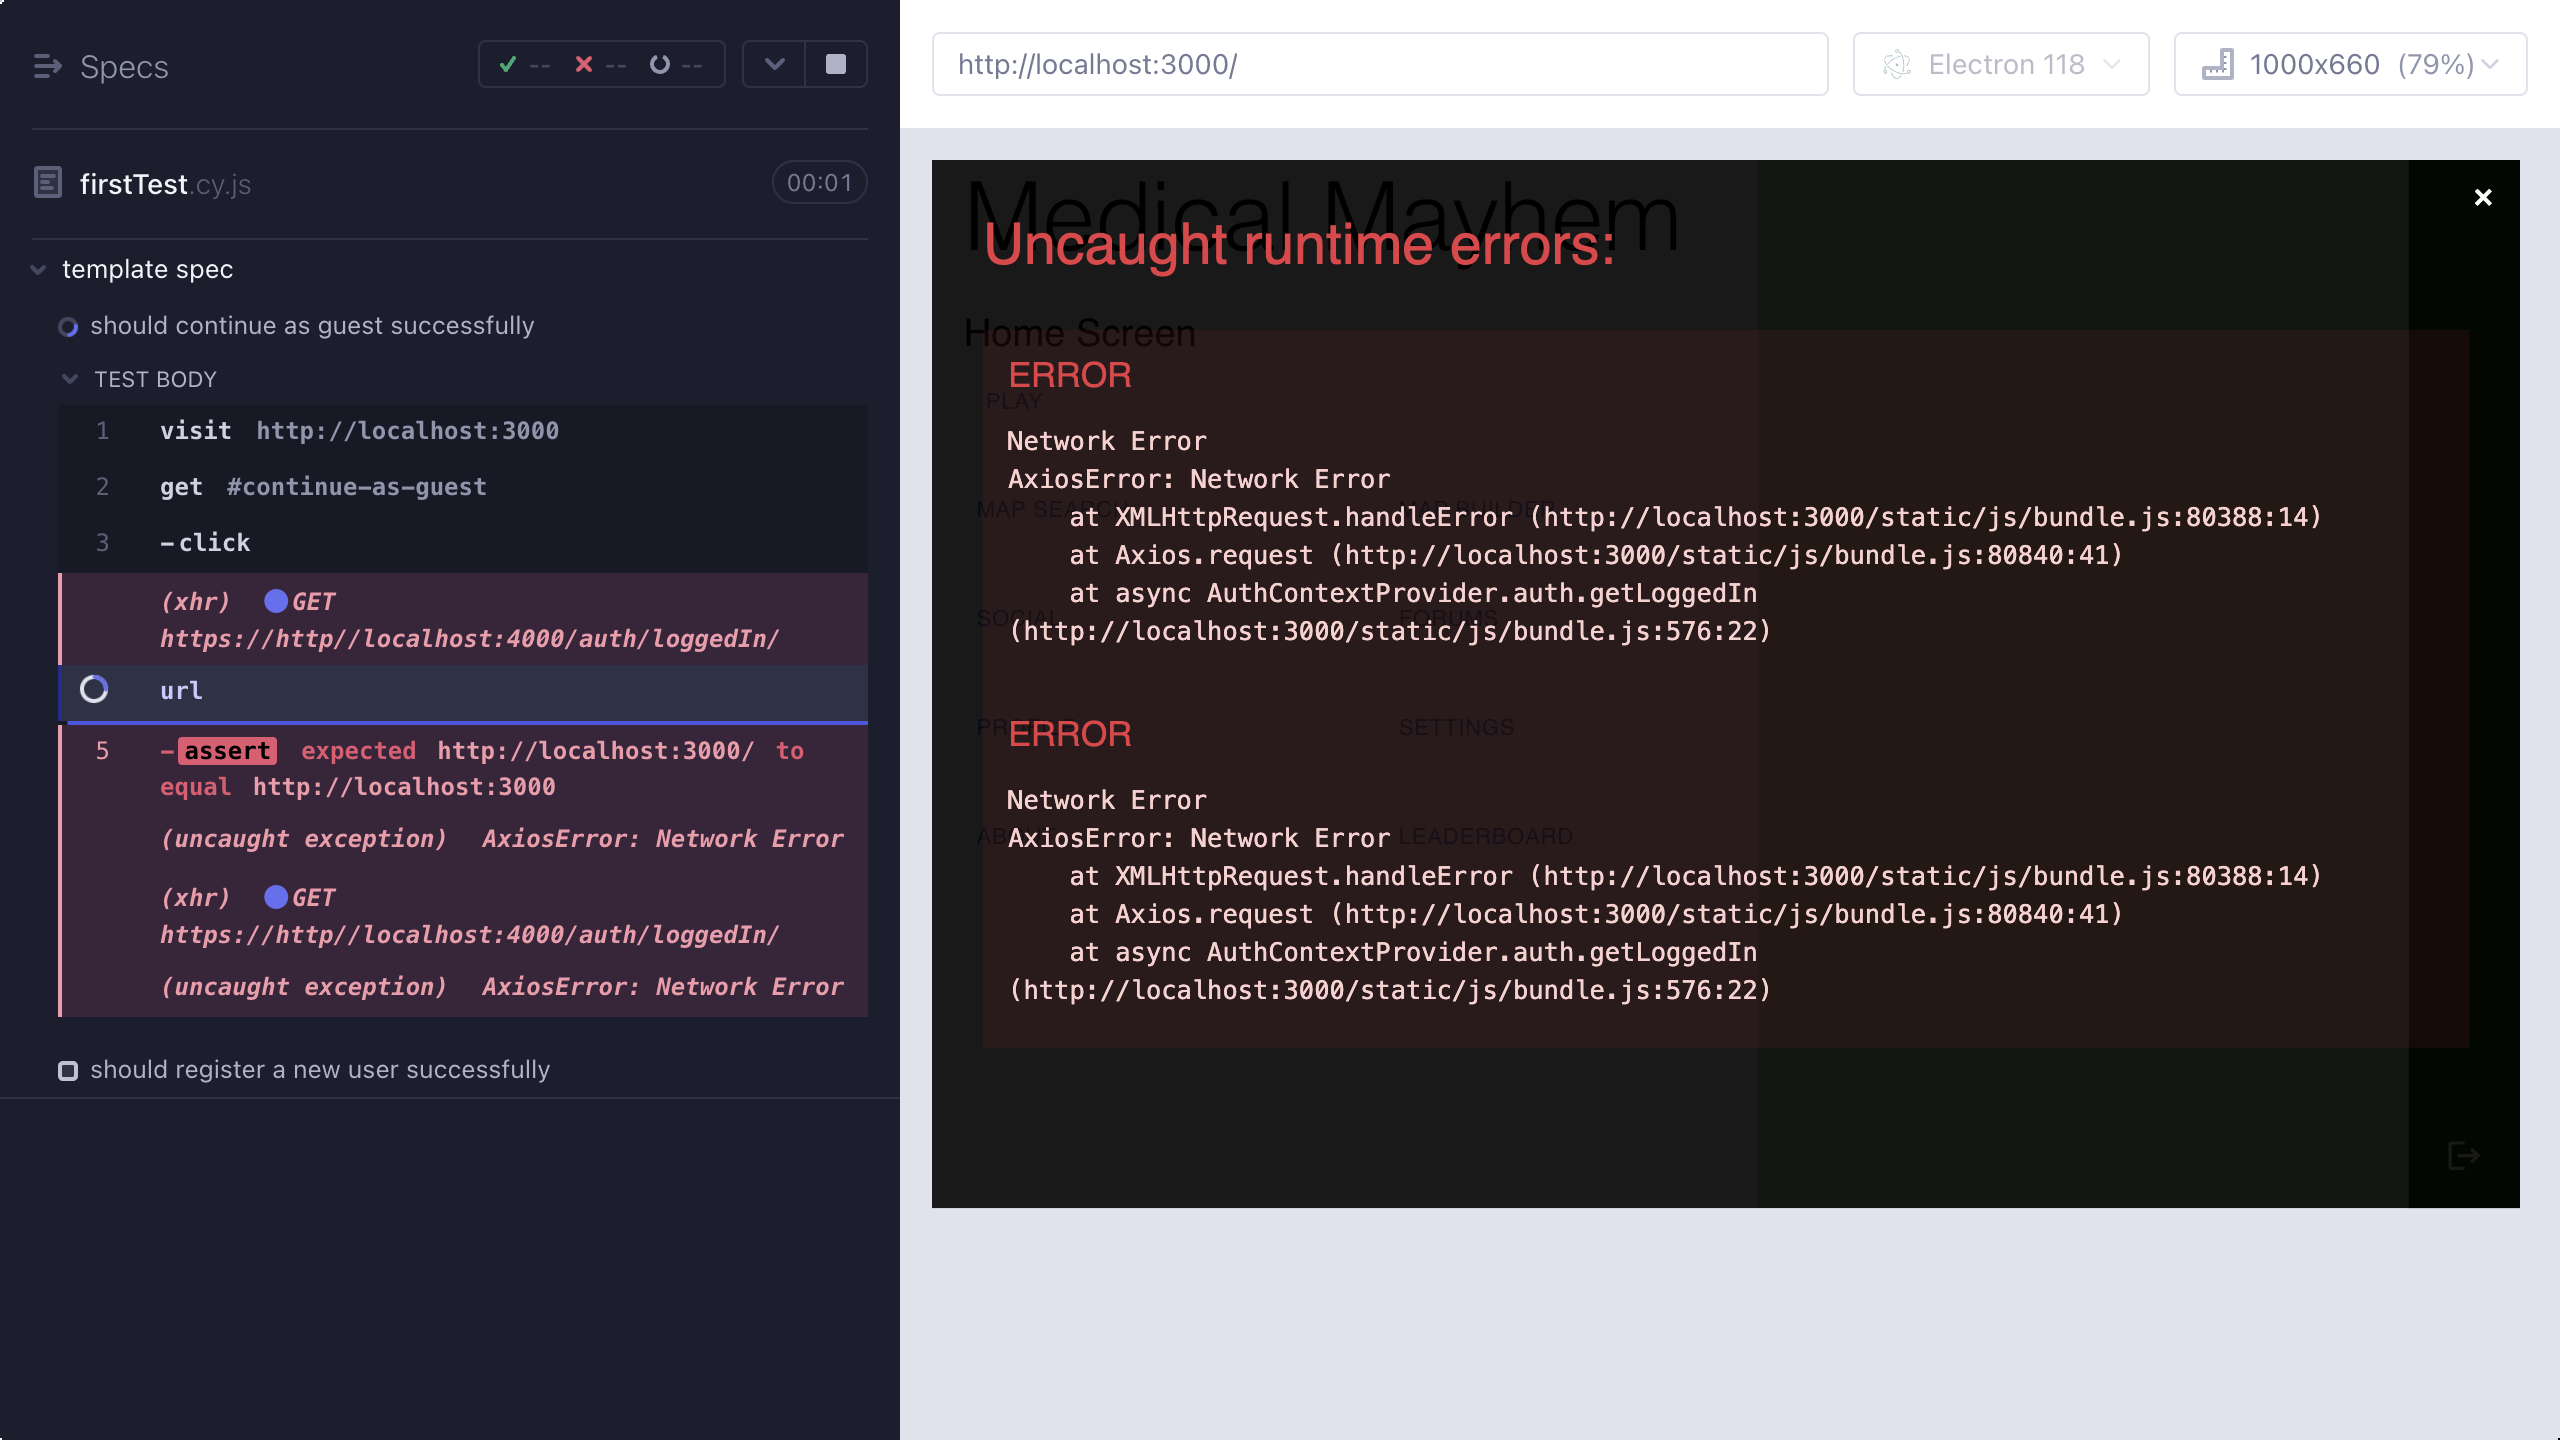 Specs
-- -- --
firstTest.cy.js
00:01
template spec
should continue as guest successfully
TEST BODY
1 visit http://localhost:3000
2 get #continue-as-guest
3 -click
(xhr) GET
https://http//localhost:4000/auth/loggedIn/
url
5 -assert expected http://localhost:3000/ to
equal http://localhost:3000
(uncaught exception) AxiosError: Network Error
(xhr) GET
https://http//localhost:4000/auth/loggedIn/
(uncaught exception) AxiosError: Network Error
should register a new user successfully
http://localhost:3000/
Electron 118
1000x660 (79%)
Medical Mayhem
Uncaught runtime errors:
Home Screen
ERROR
PLAY
Network Error
AxiosError: Network Error
MAP SEARCH MAP BUILDER
at XMLHttpRequest.handleError (http://localhost:3000/static/js/bundle.js:80388:14)
at Axios.request (http://localhost:3000/static/js/bundle.js:80840:41)
at async AuthContextProvider.auth.getLoggedIn
SOCIAL FORUMS
(http://localhost:3000/static/js/bundle.js:576:22)
SETTINGS
ERROR
Network Error
AxiosError: Network Error
LEADERBOARD
at XMLHttpRequest.handleError (http://localhost:3000/static/js/bundle.js:80388:14)
at Axios.request (http://localhost:3000/static/js/bundle.js:80840:41)
at async AuthContextProvider.auth.getLoggedIn
(http://localhost:3000/static/js/bundle.js:576:22)